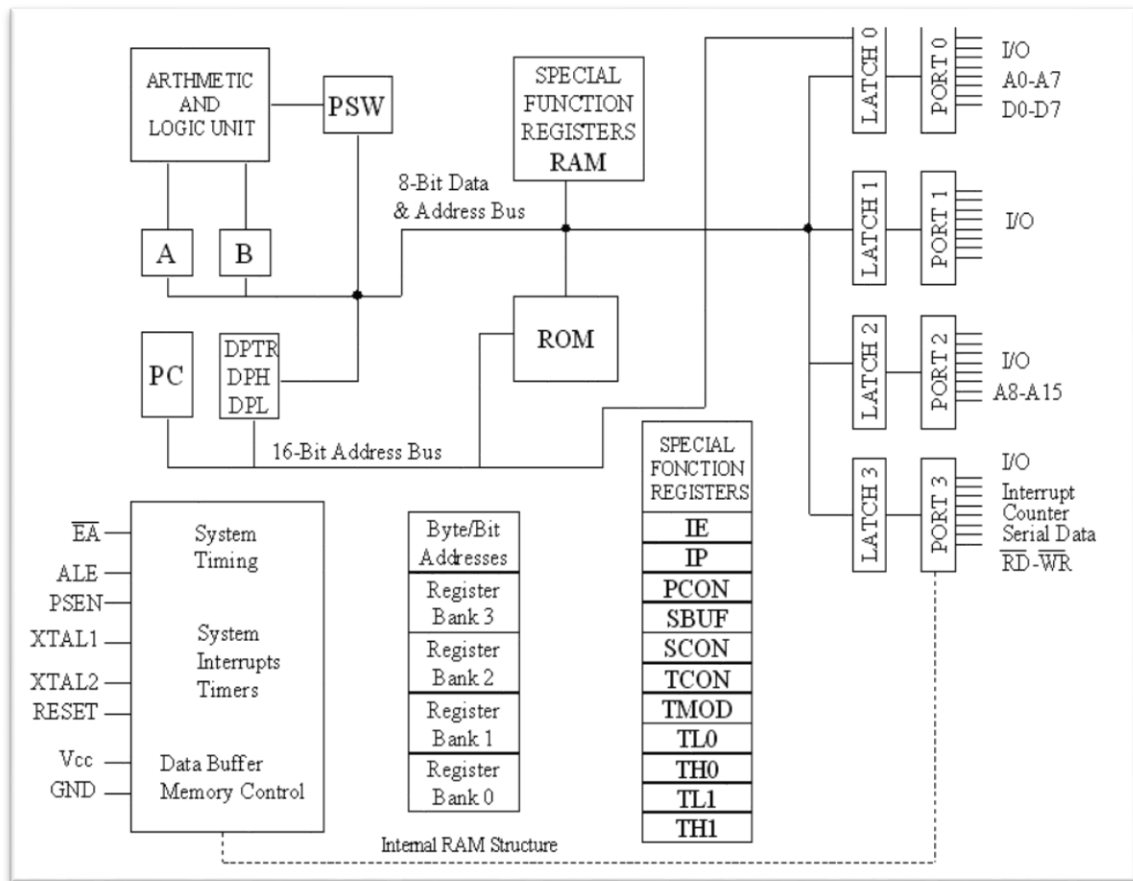 ARTHMETIC
AND
LOGIC UNIT
PSW
A
B
8-Bit Data
& Address Bus
SPECIAL
FUNCTION
REGISTERS
RAM
ROM
PC
DPTR
DPH
DPL
16-Bit Address Bus
LATCH 0
PORT 0
I/O
A0-A7
D0-D7
LATCH 1
PORT 1
I/O
LATCH 2
PORT 2
I/O
A8-A15
LATCH 3
PORT 3
I/O
Interrupt
Counter
Serial Data
R̅D̅-W̅R̅
E̅A̅
ALE
PSEN
XTAL1
XTAL2
RESET
Vcc
GND
System
Timing
System
Interrupts
Timers
Data Buffer
Memory Control
Byte/Bit
Addresses
Register
Bank 3
Register
Bank 2
Register
Bank 1
Register
Bank 0
Internal RAM Structure
SPECIAL
FONCTION
REGISTERS
IE
IP
PCON
SBUF
SCON
TCON
TMOD
TL0
TH0
TL1
TH1